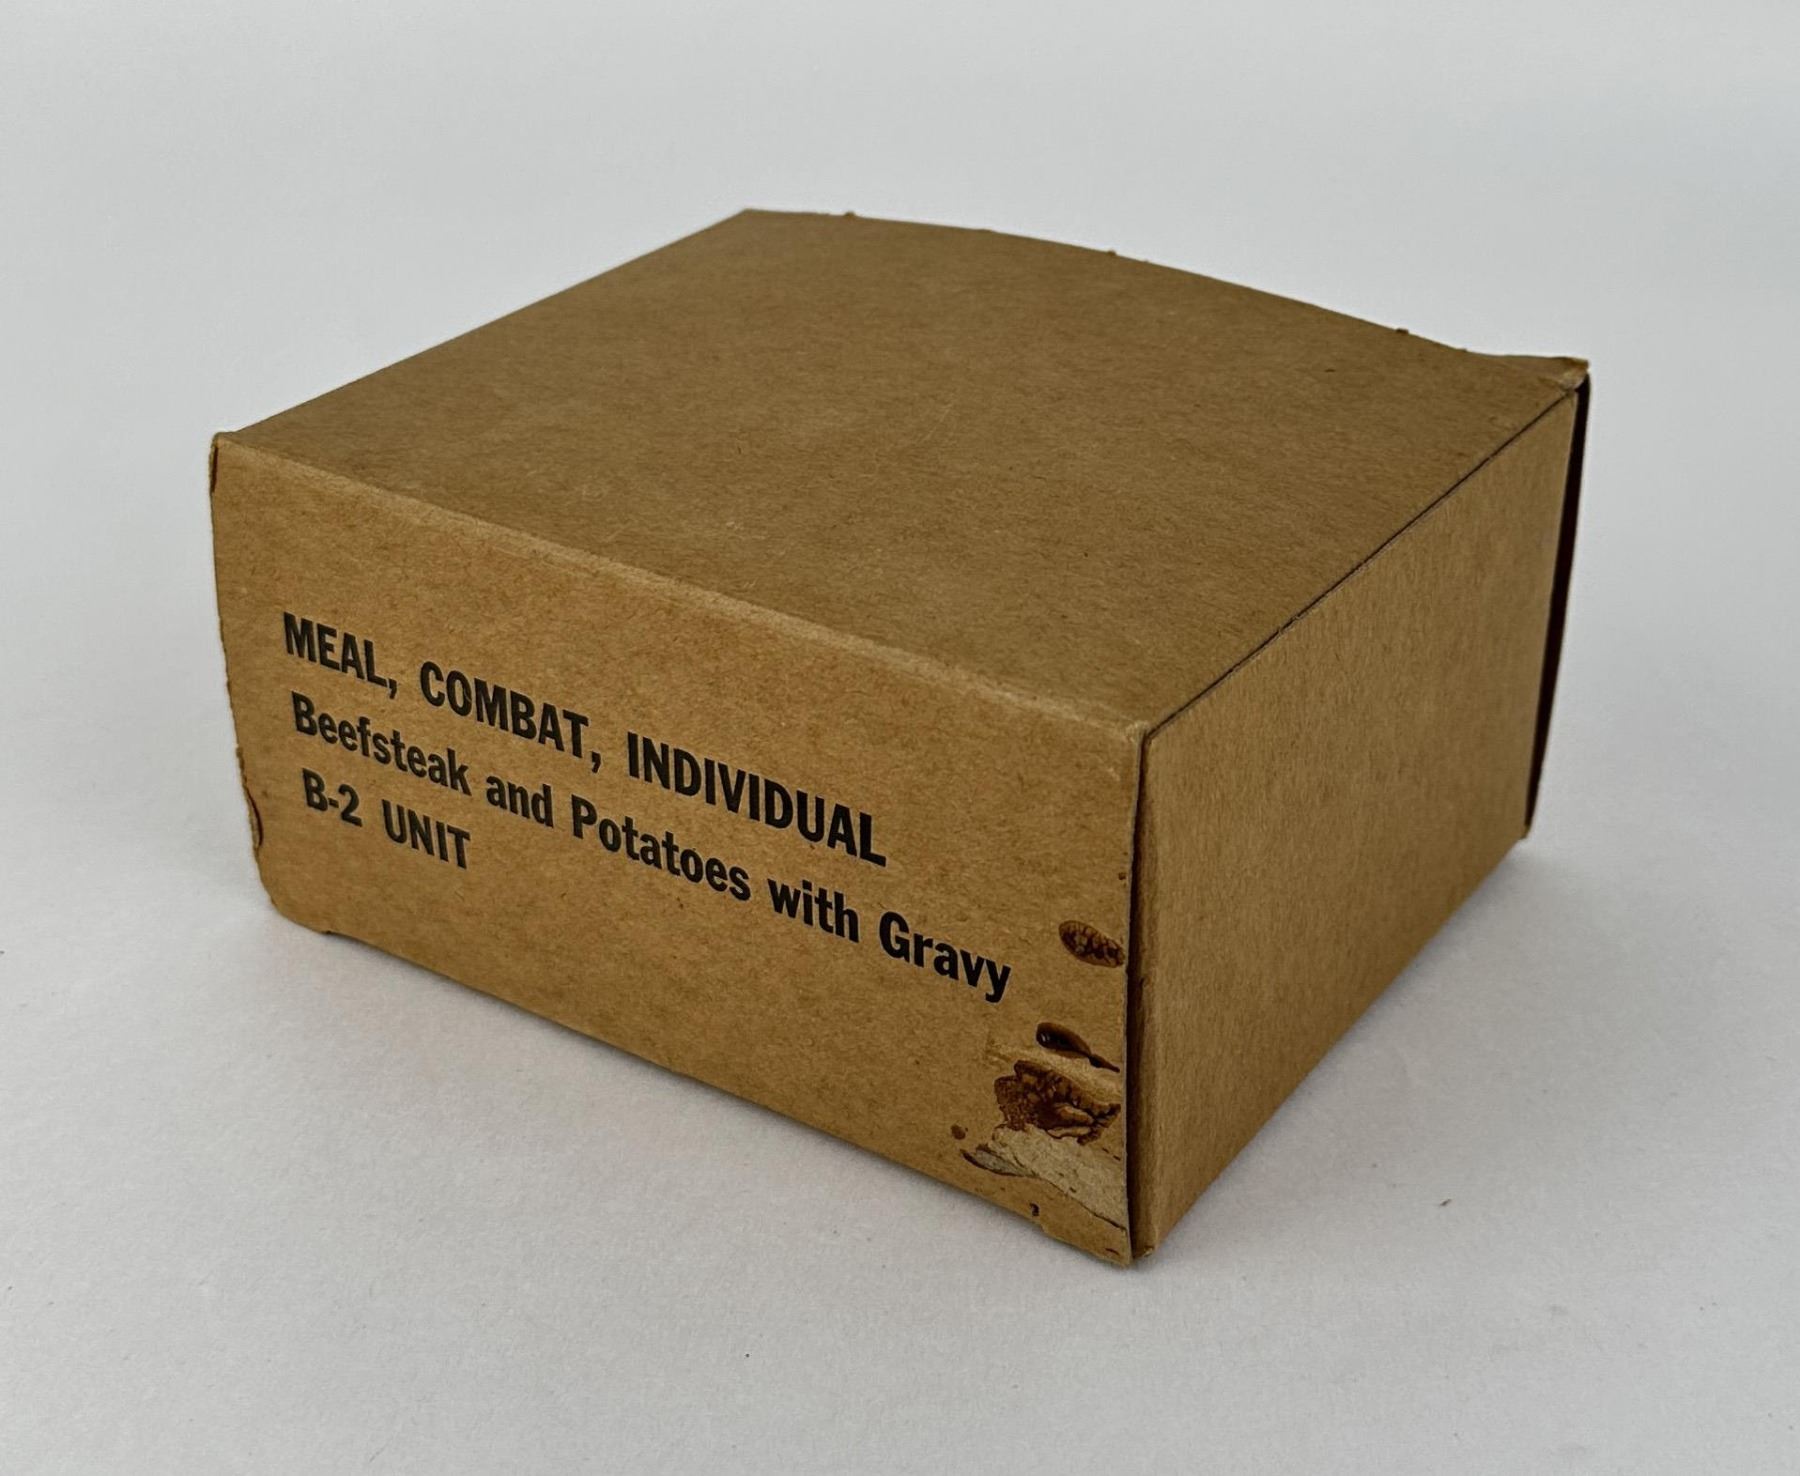 MEAL, COMBAT, INDIVIDUAL
Beefsteak and Potatoes with Gravy
B-2 UNIT